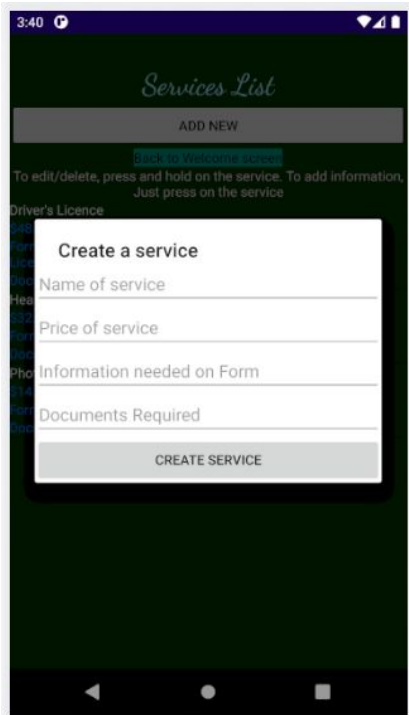 3:40
Services List
ADD NEW
Back to Welcome screen
To edit/delete, press and hold on the service. To add information,
Just press on the service
Driver's Licence
Create a service
Name of service
Price of service
Information needed on Form
Documents Required
CREATE SERVICE